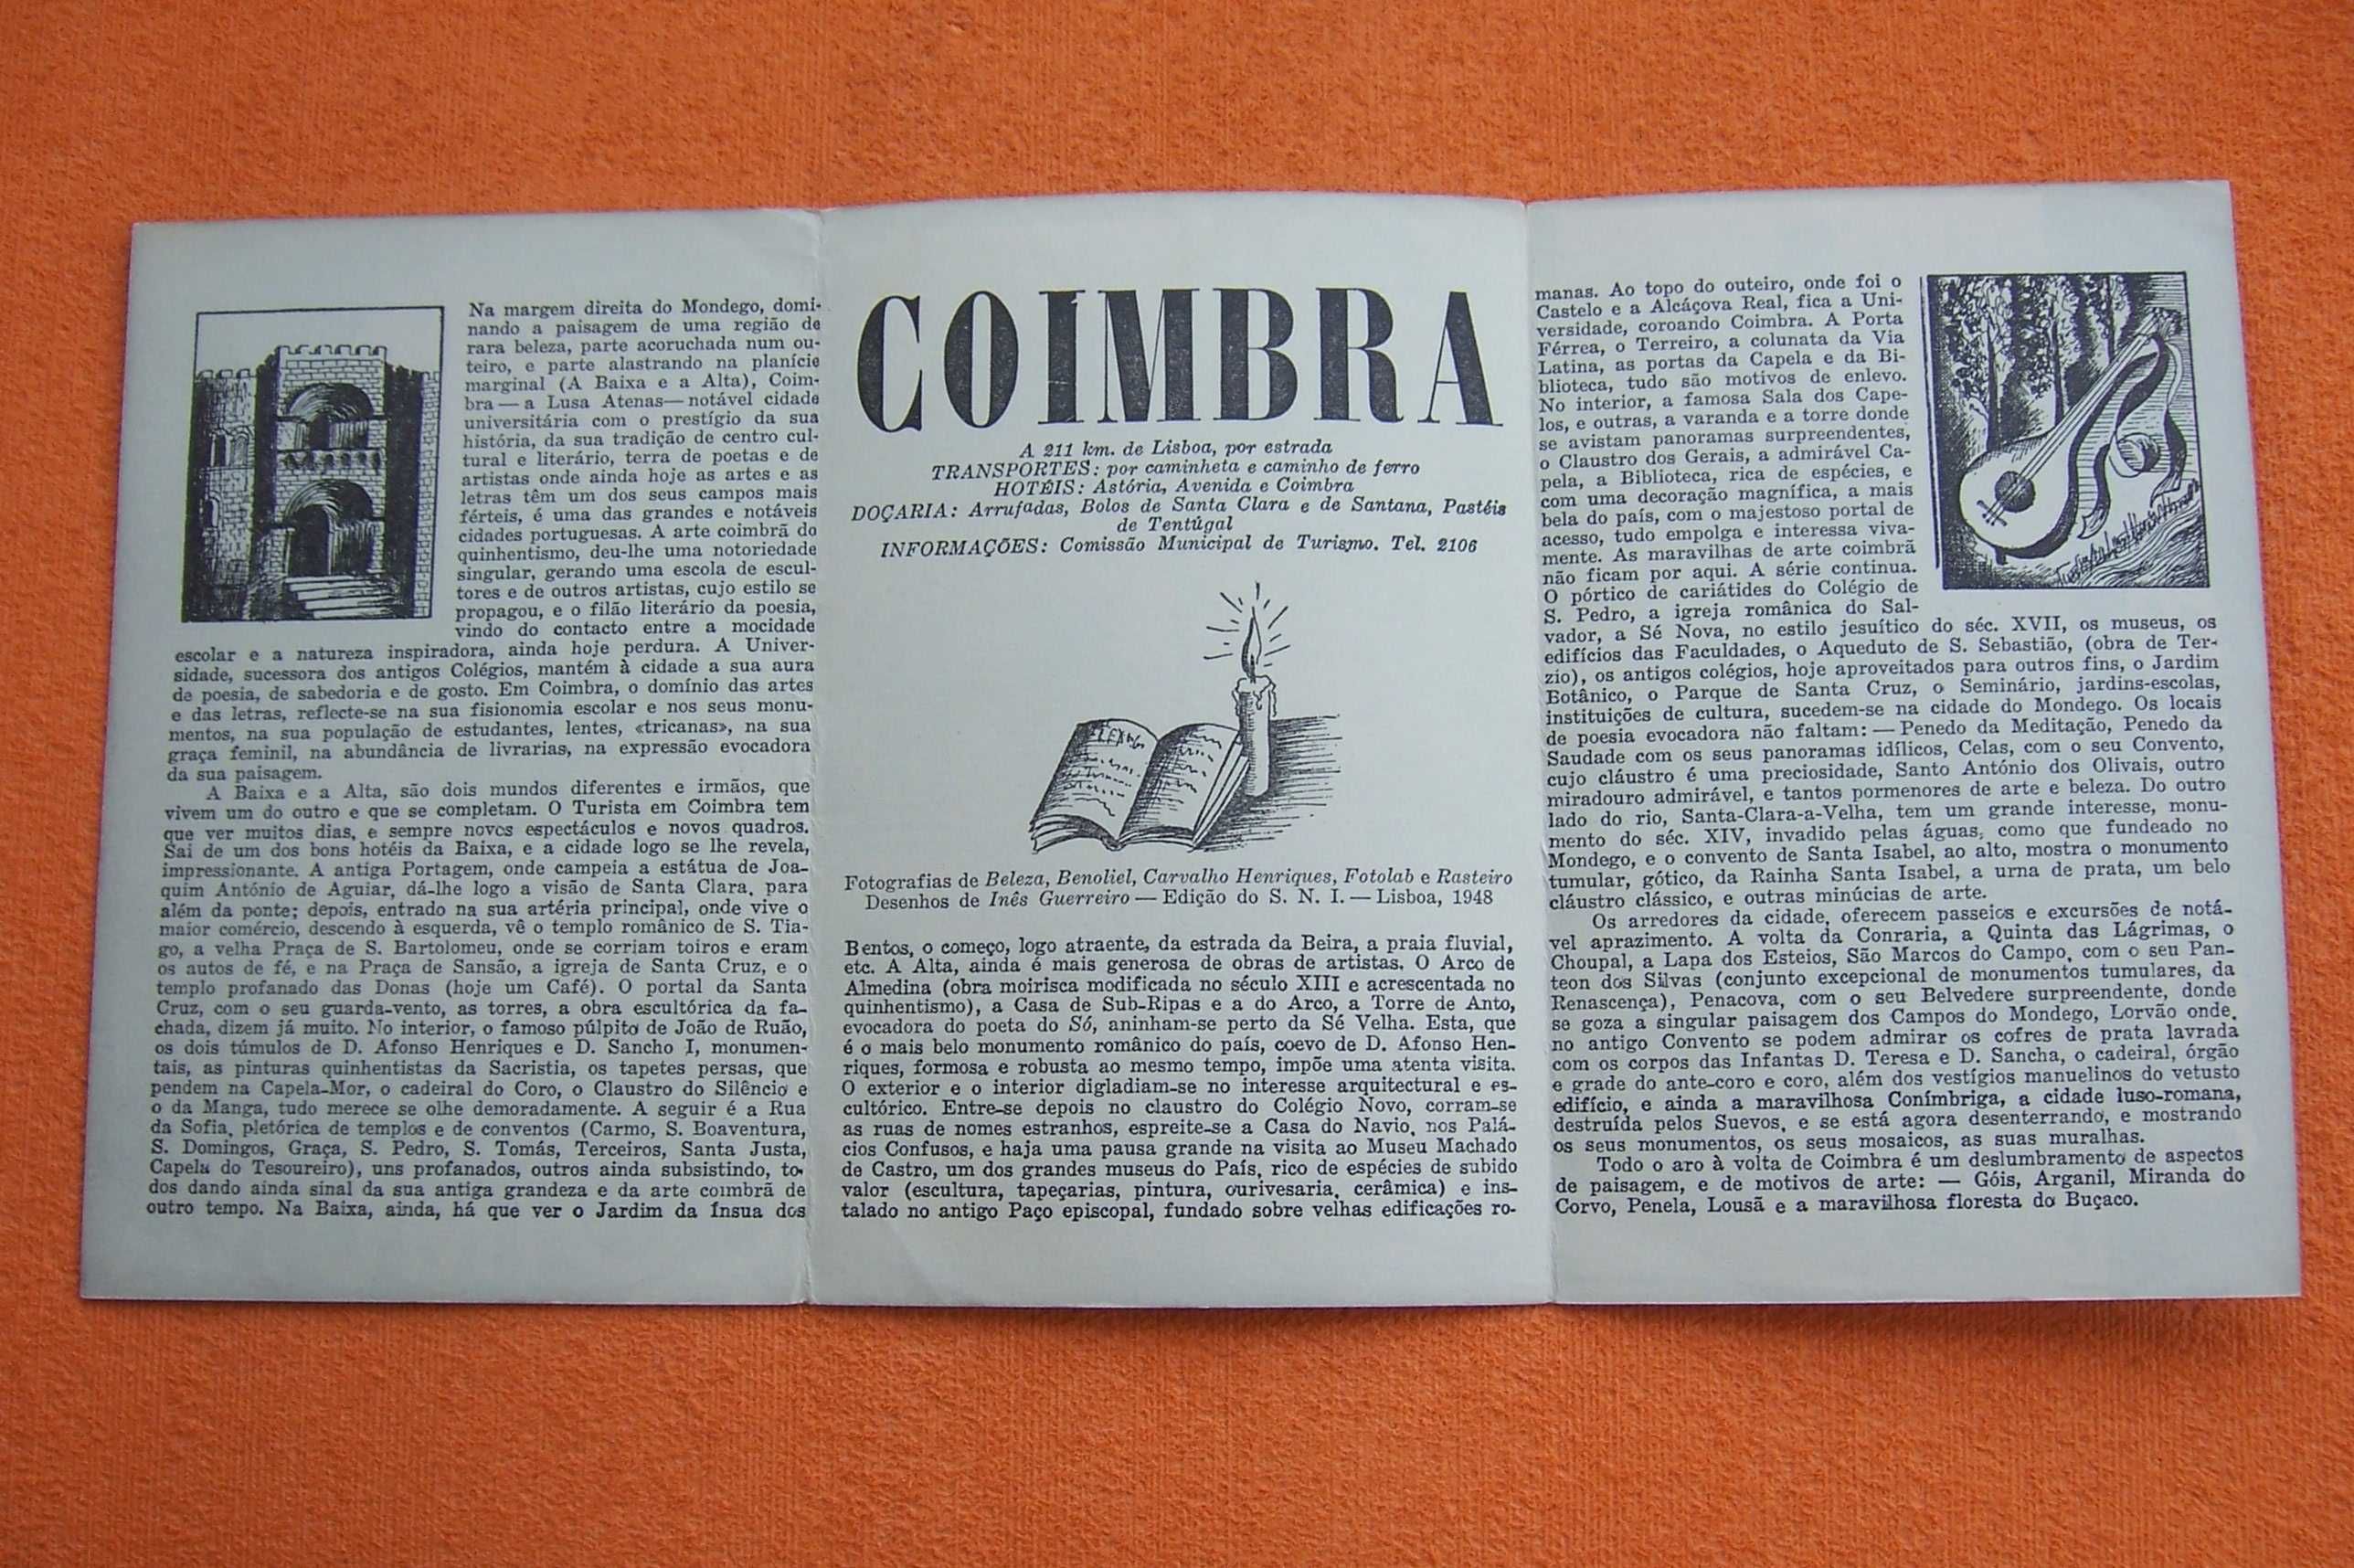 Na margem direita do Mondego, domi-
nando a paisagem de uma região de
rara beleza, parte acoruchada num ou-
teiro, e parte alastrando na planície
marginal (A Baixa e a Alta), Coim-
bra — a Lusa Atenas— notável cidade
universitária com o prestígio da sua
história, da sua tradição de centro cul-
tural e literário, terra de poetas e de
artistas onde ainda hoje as artes e as
letras têm um dos seus campos mais
férteis, é uma das grandes e notáveis
cidades portuguesas. A arte coimbrã do
quinhentismo, deu-lhe uma notoriedade
singular, gerando uma escola de escul-
tores e de outros artistas, cujo estilo se
propagou, e o filão literário da poesia,
vindo do contacto entre a mocidade
escolar e a natureza inspiradora, ainda hoje perdura. A Univer-
sidade, sucessora dos antigos Colégios, mantém à cidade a sua aura
de poesia, de sabedoria e de gosto. Em Coimbra, o domínio das artes
e das letras, reflecte-se na sua fisionomia escolar e nos seus monu-
mentos, na sua população de estudantes, lentes, «tricanas», na sua
graça feminil, na abundância de livrarias, na expressão evocadora
da sua paisagem.
A Baixa e a Alta, são dois mundos diferentes e irmãos, que
vivem um do outro e que se completam. O Turista em Coimbra tem
que ver muitos dias, e sempre novos espectáculos e novos quadros.
Sai de um dos bons hotéis da Baixa, e a cidade logo se lhe revela,
impressionante. A antiga Portagem, onde campeia a estátua de Joa-
quim António de Aguiar, dá-lhe logo a visão de Santa Clara, para
além da ponte; depois, entrado na sua artéria principal, onde vive o
maior comércio, descendo à esquerda, vê o templo românico de S. Tia-
go, a velha Praça de S. Bartolomeu, onde se corriam toiros e eram
os autos de fé, e na Praça de Sansão, a igreja de Santa Cruz, e o
templo profanado das Donas (hoje um Café). O portal da Santa
Cruz, com o seu guarda-vento, as torres, a obra escultórica da fa-
chada, dizem já muito. No interior, o famoso púlpito de João de Ruão,
os dois túmulos de D. Afonso Henriques e D. Sancho I, monumen-
tais, as pinturas quinhentistas da Sacristia, os tapetes persas, que
pendem na Capela-Mor, o cadeiral do Coro, o Claustro do Silêncio e
o da Manga, tudo merece se olhe demoradamente. A seguir é a Rua
da Sofia, pletórica de templos e de conventos (Carmo, S. Boaventura,
S. Domingos, Graça, S. Pedro, S. Tomás, Terceiros, Santa Justa,
Capela do Tesoureiro), uns profanados, outros ainda subsistindo, to-
dos dando ainda sinal da sua antiga grandeza e da arte coimbrã de
outro tempo. Na Baixa, ainda, há que ver o Jardim da Ínsua dos
COIMBRA
A 211 km. de Lisboa, por estrada
TRANSPORTES: por caminheta e caminho de ferro
HOTÉIS: Astória, Avenida e Coimbra
DOÇARIA: Arrufadas, Bolos de Santa Clara e de Santana, Pastéis
de Tentúgal
INFORMAÇÕES: Comissão Municipal de Turismo. Tel. 2106
Fotografias de Beleza, Benoliel, Carvalho Henriques, Fotolab e Rasteiro
Desenhos de Inês Guerreiro — Edição do S. N. I. — Lisboa, 1948
Bentos, o começo, logo atraente, da estrada da Beira, a praia fluvial,
etc. A Alta, ainda é mais generosa de obras de artistas. O Arco de
Almedina (obra moirisca modificada no século XIII e acrescentada no
quinhentismo), a Casa de Sub-Ripas e a do Arco, a Torre de Anto,
evocadora do poeta do Só, aninham-se perto da Sé Velha. Esta, que
é o mais belo monumento românico do país, coevo de D. Afonso Hen-
riques, formosa e robusta ao mesmo tempo, impõe uma atenta visita.
O exterior e o interior digladiam-se no interesse arquitectural e es-
cultórico. Entre-se depois no claustro do Colégio Novo, corram-se
as ruas de nomes estranhos, espreite-se a Casa do Navio, nos Palá-
cios Confusos, e haja uma pausa grande na visita ao Museu Machado
de Castro, um dos grandes museus do País, rico de espécies de subido
valor (escultura, tapeçarias, pintura, ourivesaria, cerâmica) e ins-
talado no antigo Paço episcopal, fundado sobre velhas edificações ro-
manas. Ao topo do outeiro, onde foi o
Castelo e a Alcáçova Real, fica a Uni-
versidade, coroando Coimbra. A Porta
Férrea, o Terreiro, a colunata da Via
Latina, as portas da Capela e da Bi-
blioteca, tudo são motivos de enlevo.
No interior, a famosa Sala dos Cape-
los, e outras, a varanda e a torre donde
se avistam panoramas surpreendentes,
o Claustro dos Gerais, a admirável Ca-
pela, a Biblioteca, rica de espécies, e
com uma decoração magnífica, a mais
bela do país, com o majestoso portal de
acesso, tudo empolga e interessa viva-
mente. As maravilhas de arte coimbrã
não ficam por aqui. A série continua.
O pórtico de cariátides do Colégio de
S. Pedro, a igreja românica do Sal-
vador, a Sé Nova, no estilo jesuítico do séc. XVII, os museus, os
edifícios das Faculdades, o Aqueduto de S. Sebastião, (obra de Ter-
zio), os antigos colégios, hoje aproveitados para outros fins, o Jardim
Botânico, o Parque de Santa Cruz, o Seminário, jardins-escolas,
instituições de cultura, sucedem-se na cidade do Mondego. Os locais
de poesia evocadora não faltam: — Penedo da Meditação, Penedo da
Saudade com os seus panoramas idílicos, Celas, com o seu Convento,
cujo cláustro é uma preciosidade, Santo António dos Olivais, outro
miradouro admirável, e tantos pormenores de arte e beleza. Do outro
lado do rio, Santa-Clara-a-Velha, tem um grande interesse, monu-
mento do séc. XIV, invadido pelas águas, como que fundeado no
Mondego, e o convento de Santa Isabel, ao alto, mostra o monumento
tumular, gótico, da Rainha Santa Isabel, a urna de prata, um belo
cláustro clássico, e outras minúcias de arte.
Os arredores da cidade, oferecem passeios e excursões de notá-
vel aprazimento. A volta da Conraria, a Quinta das Lágrimas, o
Choupal, a Lapa dos Esteios, São Marcos do Campo, com o seu Pan-
teon dos Silvas (conjunto excepcional de monumentos tumulares, da
Renascença), Penacova, com o seu Belvedere surpreendente, donde
se goza a singular paisagem dos Campos do Mondego, Lorvão onde,
no antigo Convento se podem admirar os cofres de prata lavrada
com os corpos das Infantas D. Teresa e D. Sancha, o cadeiral, órgão
e grade do ante-coro e coro, além dos vestígios manuelinos do vetusto
edifício, e ainda a maravilhosa Conímbriga, a cidade luso-romana,
destruída pelos Suevos, e se está agora desenterrando, e mostrando
os seus monumentos, os seus mosaicos, as suas muralhas.
Todo o aro à volta de Coimbra é um deslumbramento de aspectos
de paisagem, e de motivos de arte: — Góis, Arganil, Miranda do
Corvo, Penela, Lousã e a maravilhosa floresta do Buçaco.